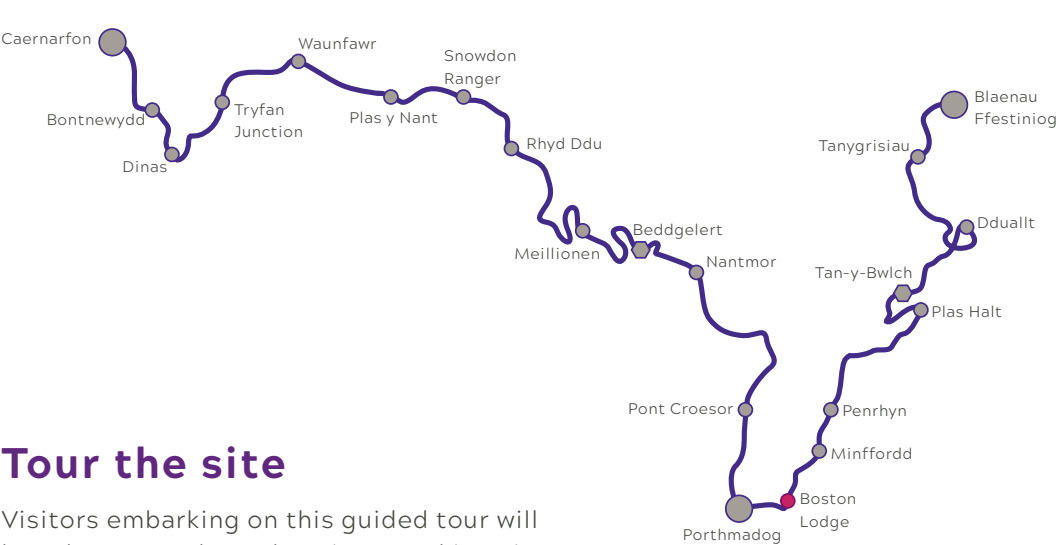 Caernarfon
Waunfawr
Snowdon
Ranger
Blaenau
Ffestiniog
Bontnewydd
Tryfan
Junction
Plas y Nant
Rhyd Ddu
Tanygrisiau
Dinas
Beddgelert
Dduallt
Meillionen
Nantmor
Tan-y-Bwlch
Plas Halt
Pont Croesor
Penrhyn
Minffordd
Boston
Lodge
Porthmadog
Tour the site
Visitors embarking on this guided tour will